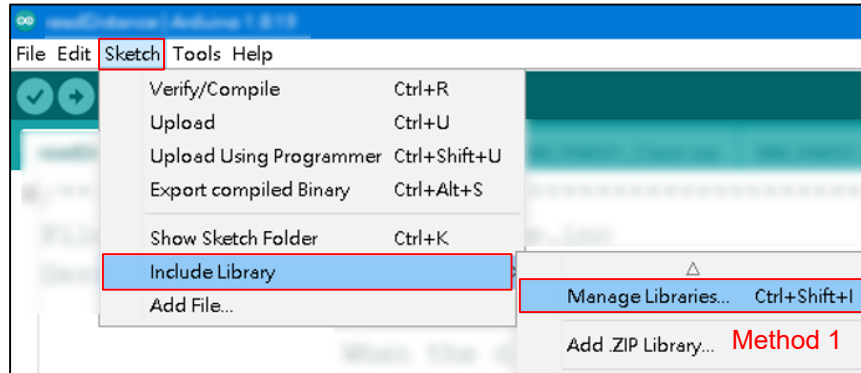 File Edit Sketch Tools Help
Verify/Compile Ctrl+R
Upload Ctrl+U
Upload Using Programmer Ctrl+Shift+U
Export compiled Binary Ctrl+Alt+S
Show Sketch Folder Ctrl+K
Include Library
Add File...
Manage Libraries... Ctrl+Shift+I
Add .ZIP Library... Method 1